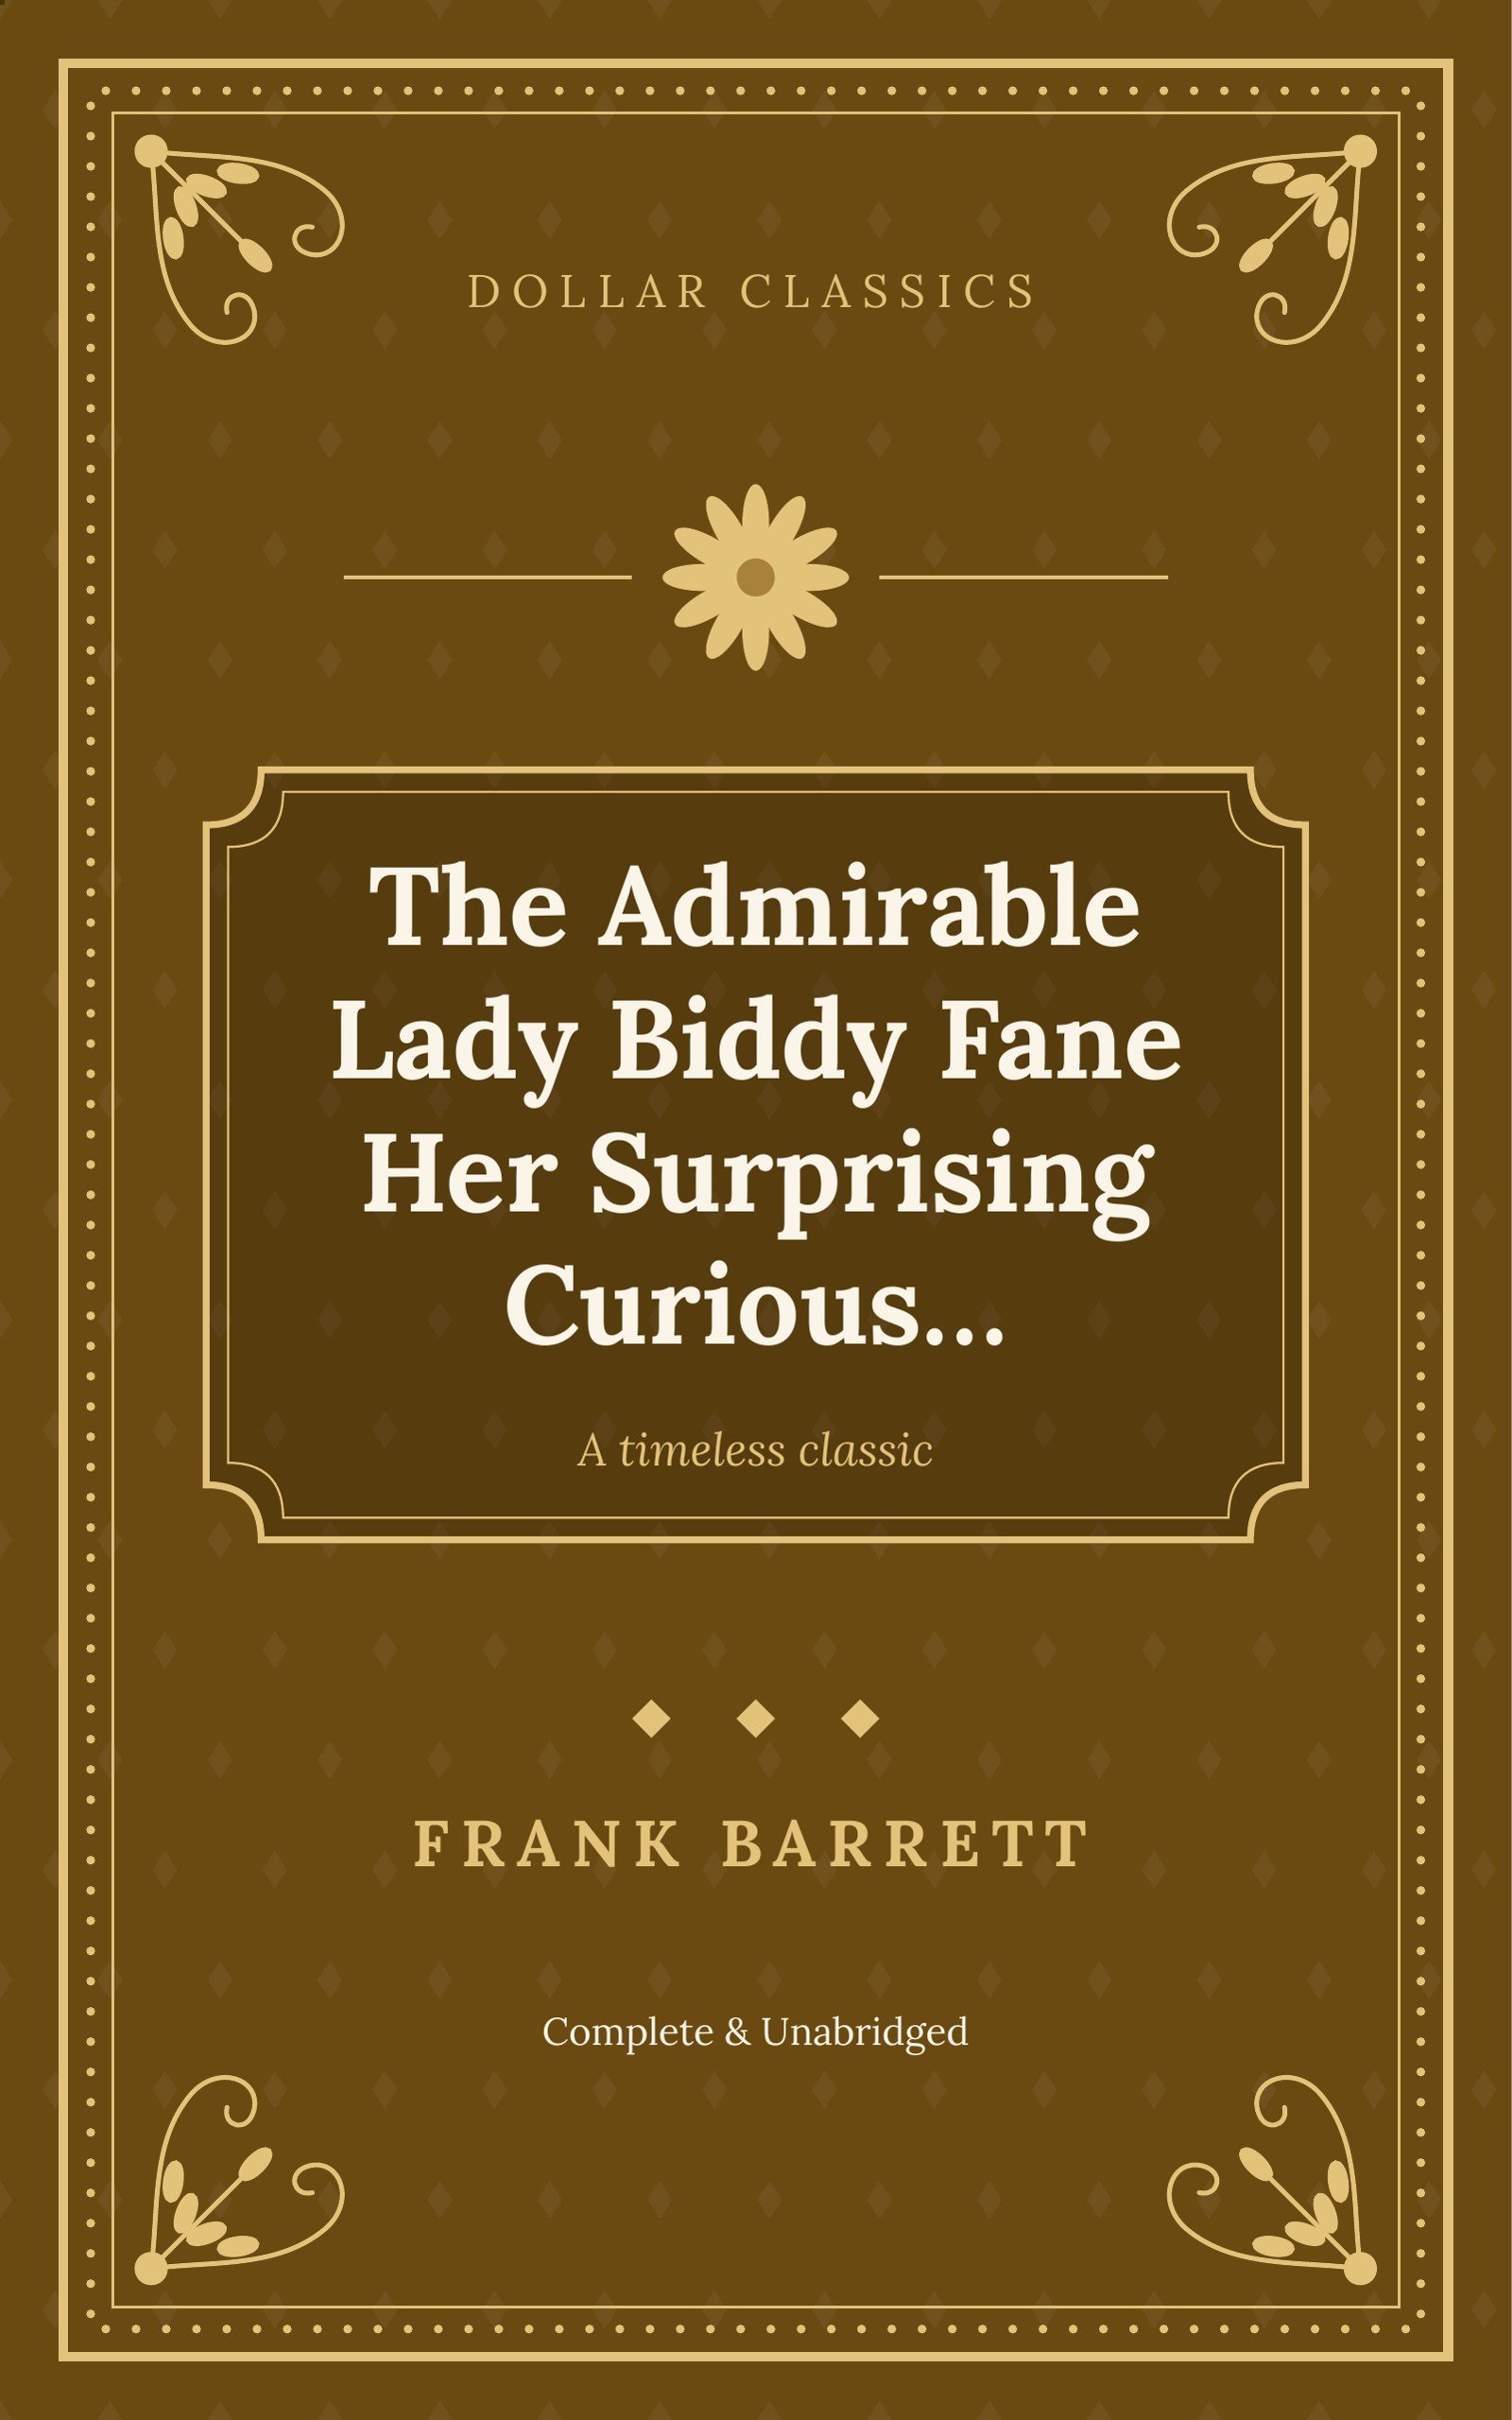 DOLLAR CLASSICS
The Admirable
Lady Biddy Fane
Her Surprising
Curious...
A timeless classic
FRANK BARRETT
Complete & Unabridged